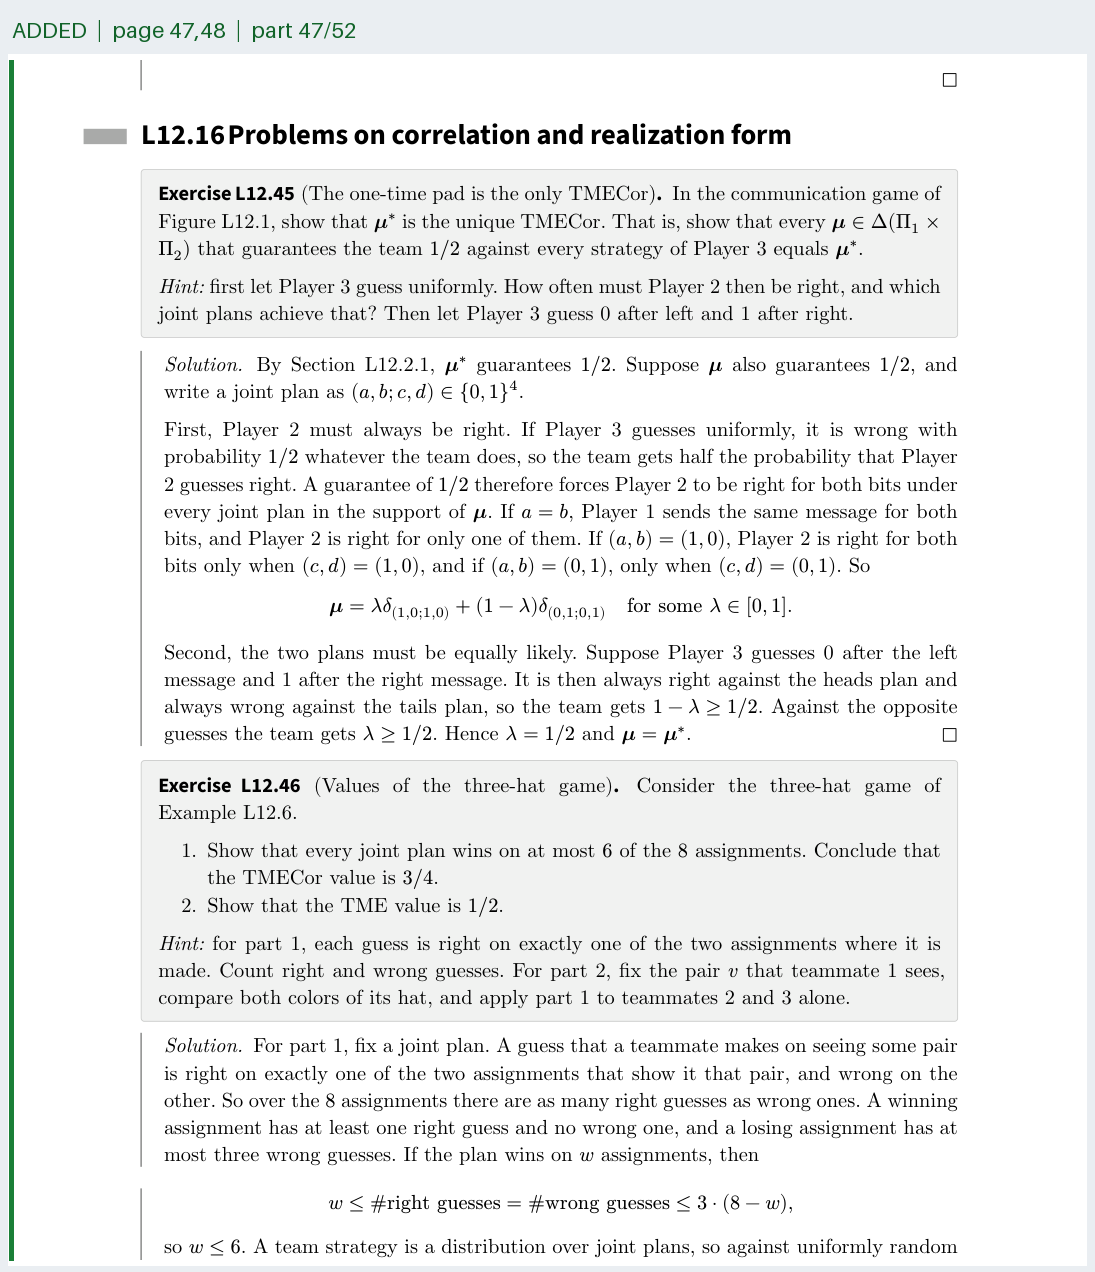 ADDED | page 47,48 | part 47/52
□
L12.16 Problems on correlation and realization form
Exercise L12.45 (The one-time pad is the only TMECor). In the communication game of
Figure L12.1, show that μ* is the unique TMECor. That is, show that every μ ∈ Δ(Π₁ ×
Π₂) that guarantees the team 1/2 against every strategy of Player 3 equals μ*.
Hint: first let Player 3 guess uniformly. How often must Player 2 then be right, and which
joint plans achieve that? Then let Player 3 guess 0 after left and 1 after right.
Solution. By Section L12.2.1, μ* guarantees 1/2. Suppose μ also guarantees 1/2, and
write a joint plan as (a, b; c, d) ∈ {0, 1}⁴.
First, Player 2 must always be right. If Player 3 guesses uniformly, it is wrong with
probability 1/2 whatever the team does, so the team gets half the probability that Player
2 guesses right. A guarantee of 1/2 therefore forces Player 2 to be right for both bits under
every joint plan in the support of μ. If a = b, Player 1 sends the same message for both
bits, and Player 2 is right for only one of them. If (a, b) = (1, 0), Player 2 is right for both
bits only when (c, d) = (1, 0), and if (a, b) = (0, 1), only when (c, d) = (0, 1). So
μ = λδ₍₁,₀;₁,₀₎ + (1 − λ)δ₍₀,₁;₀,₁₎ for some λ ∈ [0, 1].
Second, the two plans must be equally likely. Suppose Player 3 guesses 0 after the left
message and 1 after the right message. It is then always right against the heads plan and
always wrong against the tails plan, so the team gets 1 − λ ≥ 1/2. Against the opposite
guesses the team gets λ ≥ 1/2. Hence λ = 1/2 and μ = μ*. □
Exercise L12.46 (Values of the three-hat game). Consider the three-hat game of
Example L12.6.
1. Show that every joint plan wins on at most 6 of the 8 assignments. Conclude that
the TMECor value is 3/4.
2. Show that the TME value is 1/2.
Hint: for part 1, each guess is right on exactly one of the two assignments where it is
made. Count right and wrong guesses. For part 2, fix the pair v that teammate 1 sees,
compare both colors of its hat, and apply part 1 to teammates 2 and 3 alone.
Solution. For part 1, fix a joint plan. A guess that a teammate makes on seeing some pair
is right on exactly one of the two assignments that show it that pair, and wrong on the
other. So over the 8 assignments there are as many right guesses as wrong ones. A winning
assignment has at least one right guess and no wrong one, and a losing assignment has at
most three wrong guesses. If the plan wins on w assignments, then
w ≤ #right guesses = #wrong guesses ≤ 3 · (8 − w),
so w ≤ 6. A team strategy is a distribution over joint plans, so against uniformly random